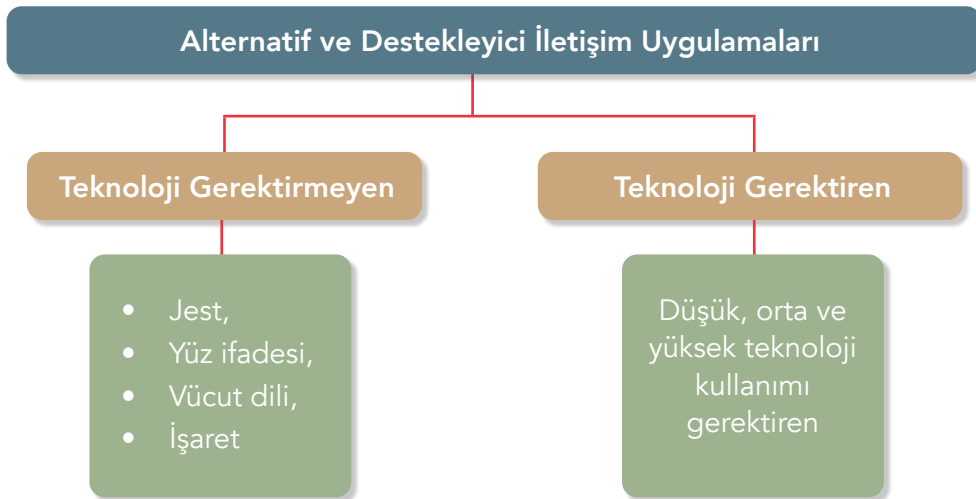 Alternatif ve Destekleyici İletişim Uygulamaları
Teknoloji Gerektirmeyen
Teknoloji Gerektiren
• Jest,
• Yüz ifadesi,
• Vücut dili,
• İşaret
Düşük, orta ve
yüksek teknoloji
kullanımı
gerektiren